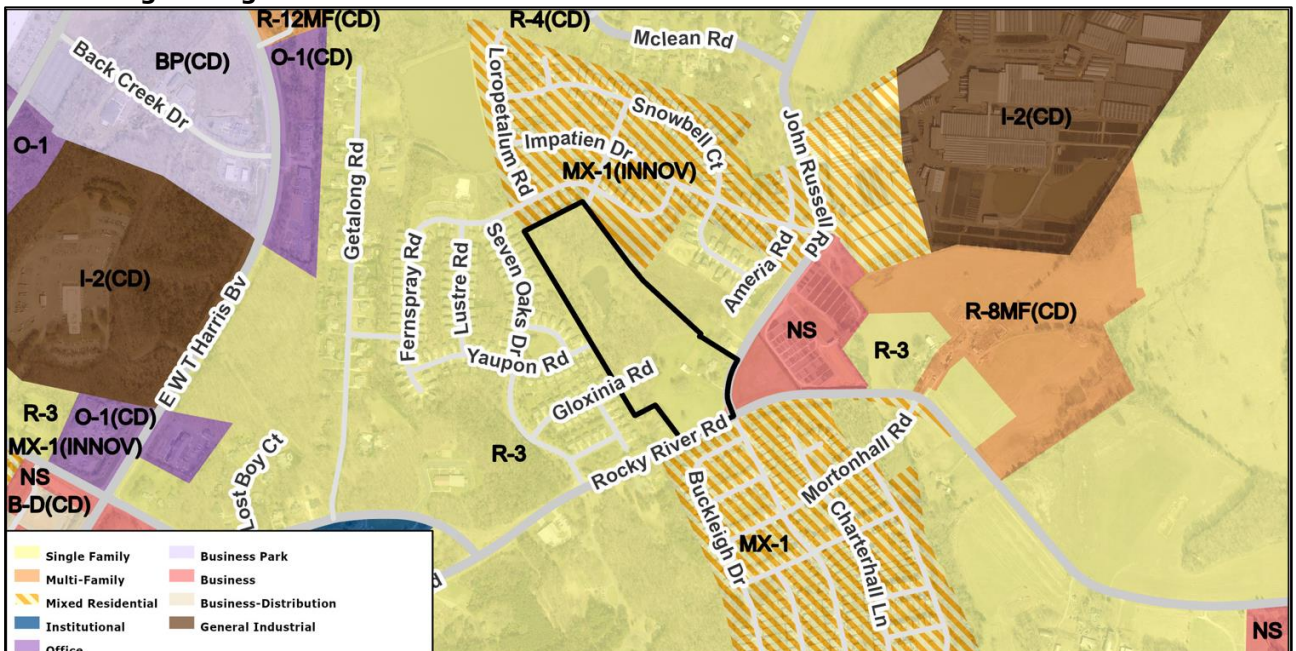 R-12MF(CD)
R-4(CD)
Mclean Rd
BP(CD)
O-1(CD)
Back Creek Dr
Loropetalum Rd
Snowbell Ct
I-2(CD)
John Russell Rd
O-1
Impatien Dr
MX-1(INNOV)
Getalong Rd
Seven Oaks Dr
Fernspray Rd
Lustre Rd
Ameria Rd
I-2(CD)
E W T Harris Bv
R-8MF(CD)
NS
R-3
Yaupon Rd
Gloxinia Rd
R-3
O-1(CD)
MX-1(INNOV)
NS
B-D(CD)
Lost Boy Ct
R-3
Rocky River Rd
Mortonhall Rd
Buckleigh Dr
MX-1
Charterhall Ln
NS
Single Family
Multi-Family
Mixed Residential
Institutional
Office
Business Park
Business
Business-Distribution
General Industrial